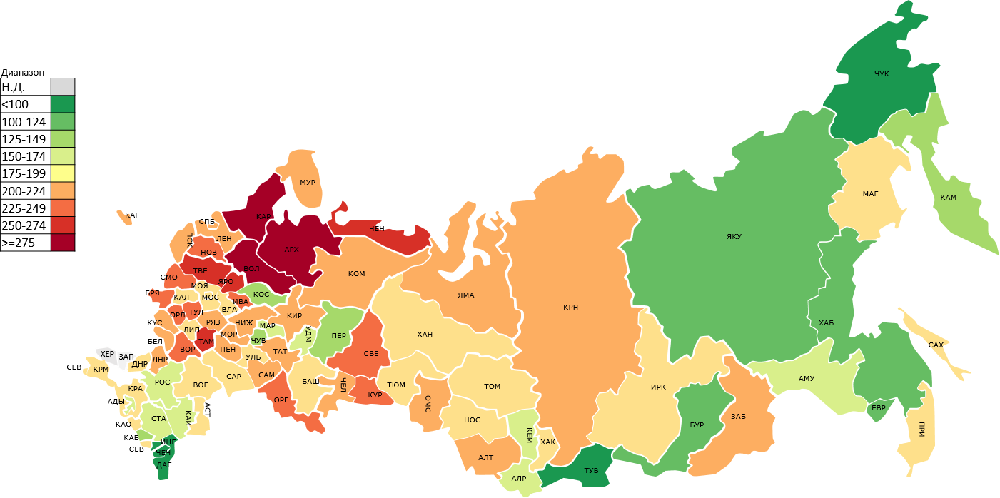 Диапазон
Н.Д.
<100
100-124
125-149
150-174
175-199
200-224
225-249
250-274
>=275
ЧУК
КАМ
МАГ
ЯКУ
ХАБ
САХ
АМУ
ЕВР
ПРИ
ЗАБ
БУР
ИРК
КРН
ТУВ
ХАК
КЕМ
АЛР
АЛТ
НОС
ТОМ
ОМС
ТЮМ
ХАН
ЯМА
КАГ
МУР
КАР
НЕН
АРХ
КОМ
СПБ
ПСК
ЛЕН
НОВ
ВОЛ
ТВЕ
ЯРО
СМО
МОЯ
КОС
БРЯ
КАЛ
МОС
ИВА
ВЛА
ОРЛ
ТУЛ
КИР
КУС
РЯЗ
НИЖ
МАР
УДМ
ПЕР
СВЕ
ЛИП
МОР
БЕЛ
ТАМ
ЧУВ
ВОР
ПЕН
ТАТ
УЛЬ
ХЕР
ЗАП
ДНР
ЛНР
СЕВ
КРМ
САР
САМ
БАШ
ЧЕЛ
КУР
РОС
ВОГ
КРА
ОРЕ
АДЫ
АСТ
СТА
КАИ
КАО
КАБ
ИНГ
СЕВ
ЧЕЧ
ДАГ